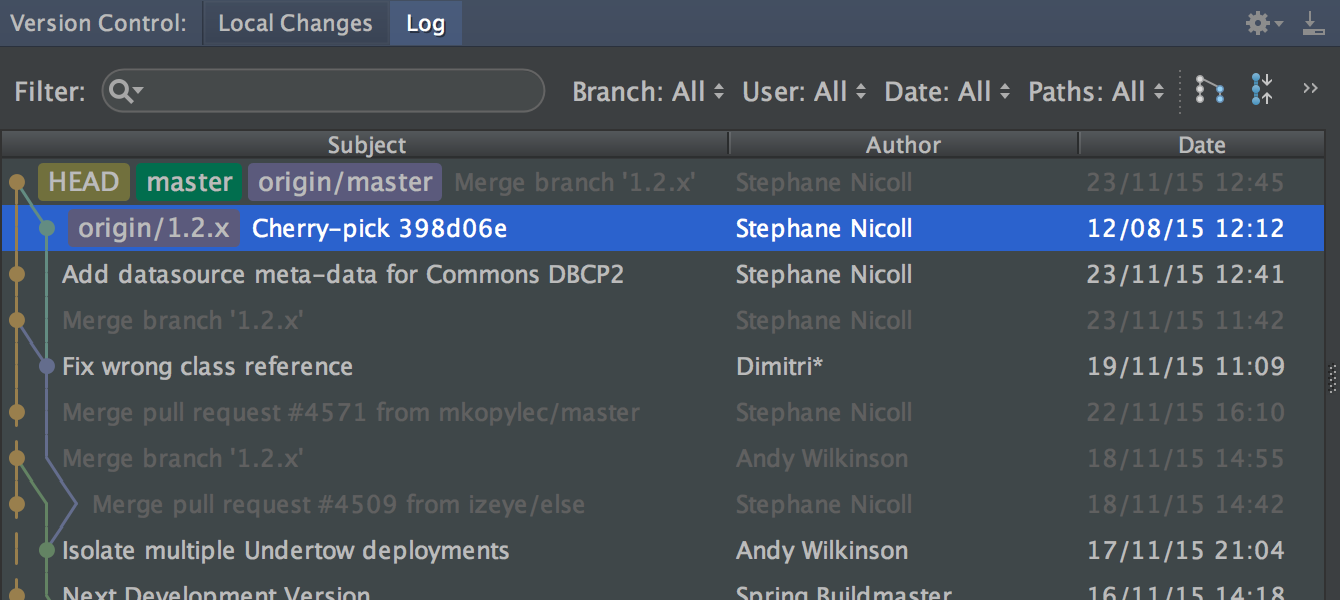 Version Control: Local Changes Log
Filter: Branch: All User: All Date: All Paths: All »
Subject Author Date
HEAD master origin/master Merge branch '1.2.x' Stephane Nicoll 23/11/15 12:45
origin/1.2.x Cherry-pick 398d06e Stephane Nicoll 12/08/15 12:12
Add datasource meta-data for Commons DBCP2 Stephane Nicoll 23/11/15 12:41
Merge branch '1.2.x' Stephane Nicoll 23/11/15 11:42
Fix wrong class reference Dimitri* 19/11/15 11:09
Merge pull request #4571 from mkopylec/master Stephane Nicoll 22/11/15 16:10
Merge branch '1.2.x' Andy Wilkinson 18/11/15 14:55
Merge pull request #4509 from izeye/else Stephane Nicoll 18/11/15 14:42
Isolate multiple Undertow deployments Andy Wilkinson 17/11/15 21:04
Next Development Version Spring Buildmaster 16/11/15 14:18